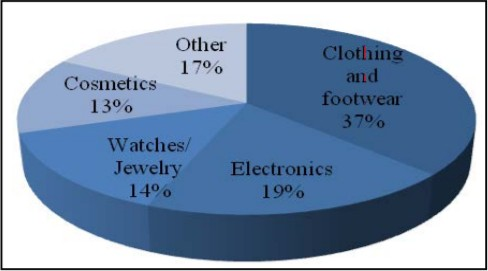 Other
17%
Clothing
and
footwear
37%
Cosmetics
13%
Watches/
Jewelry
14%
Electronics
19%